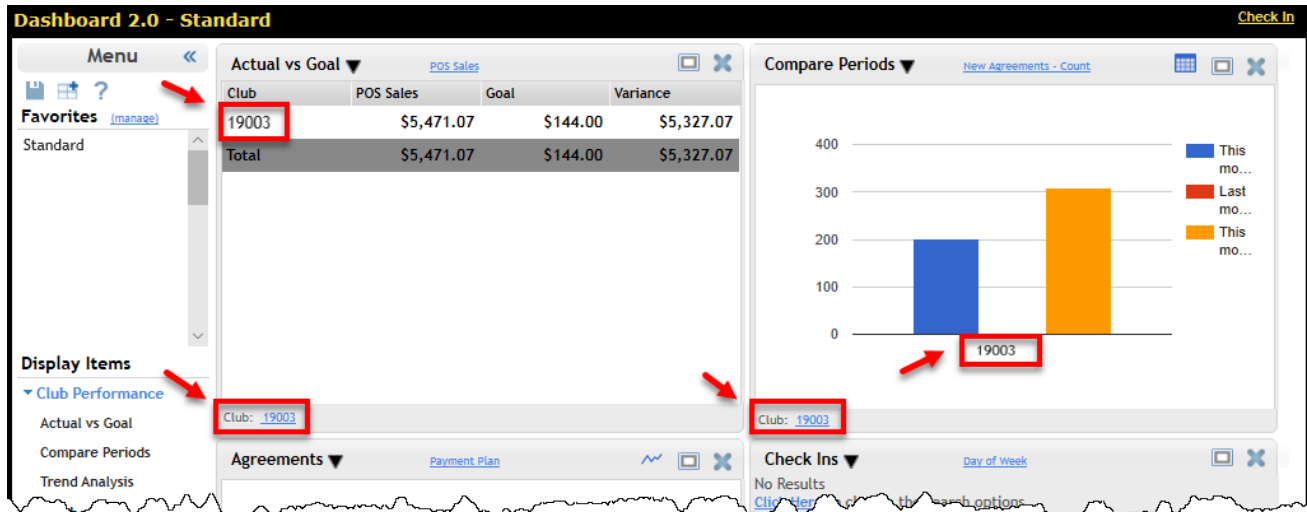 Dashboard 2.0 - Standard
Check In
Menu «
?
Favorites (manage)
Standard
Display Items
Club Performance
Actual vs Goal
Compare Periods
Trend Analysis
Actual vs Goal POS Sales
Club POS Sales Goal Variance
19003 $5,471.07 $144.00 $5,327.07
Total $5,471.07 $144.00 $5,327.07
Club: 19003
Compare Periods New Agreements - Count
400
300
200
100
0
19003
This
mo...
Last
mo...
This
mo...
Club: 19003
Agreements Payment Plan
Check Ins Day of Week
No Results